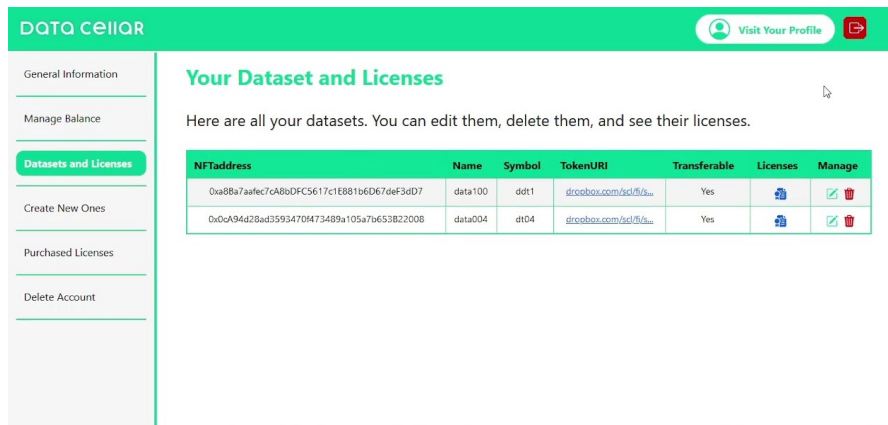 Data Cellar
Visit Your Profile
General Information
Manage Balance
Datasets and Licenses
Create New Ones
Purchased Licenses
Delete Account
Your Dataset and Licenses
Here are all your datasets. You can edit them, delete them, and see their licenses.
NFTaddress Name Symbol TokenURI Transferable Licenses Manage
0xa8Ba7aafec7cA8bDFC5617c1E881b6D67deF3dD7 data100 ddt1 dropbox.com/scl/fi/s... Yes
0x0cA94d28ad3593470f473489a105a7b653B22008 data004 dt04 dropbox.com/scl/fi/s... Yes